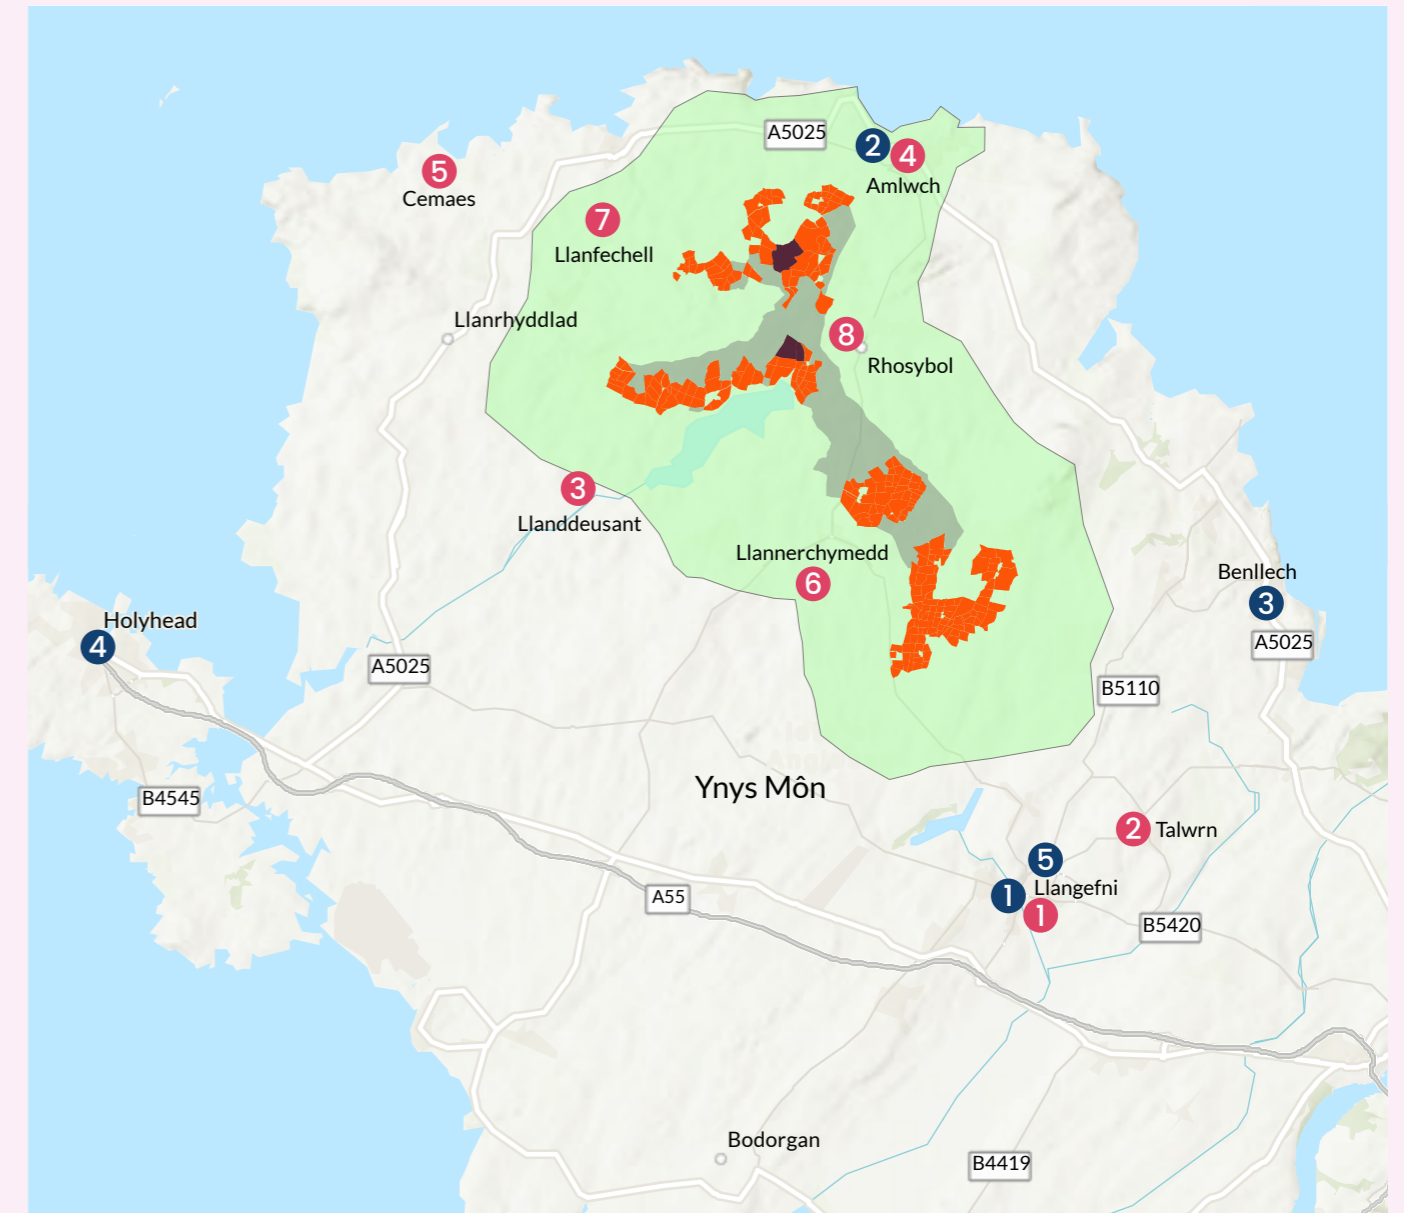 A5025
2
4
Amlwch
5
Cemaes
7
Llanfechell
Llanrhyddlad
8
Rhosybol
3
Llanddeusant
Llannerchymedd
6
Benllech
3
A5025
Holyhead
4
A5025
B5110
Ynys Môn
B4545
2 Talwrn
5
Llangefni
1
1
A55
B5420
Bodorgan
B4419